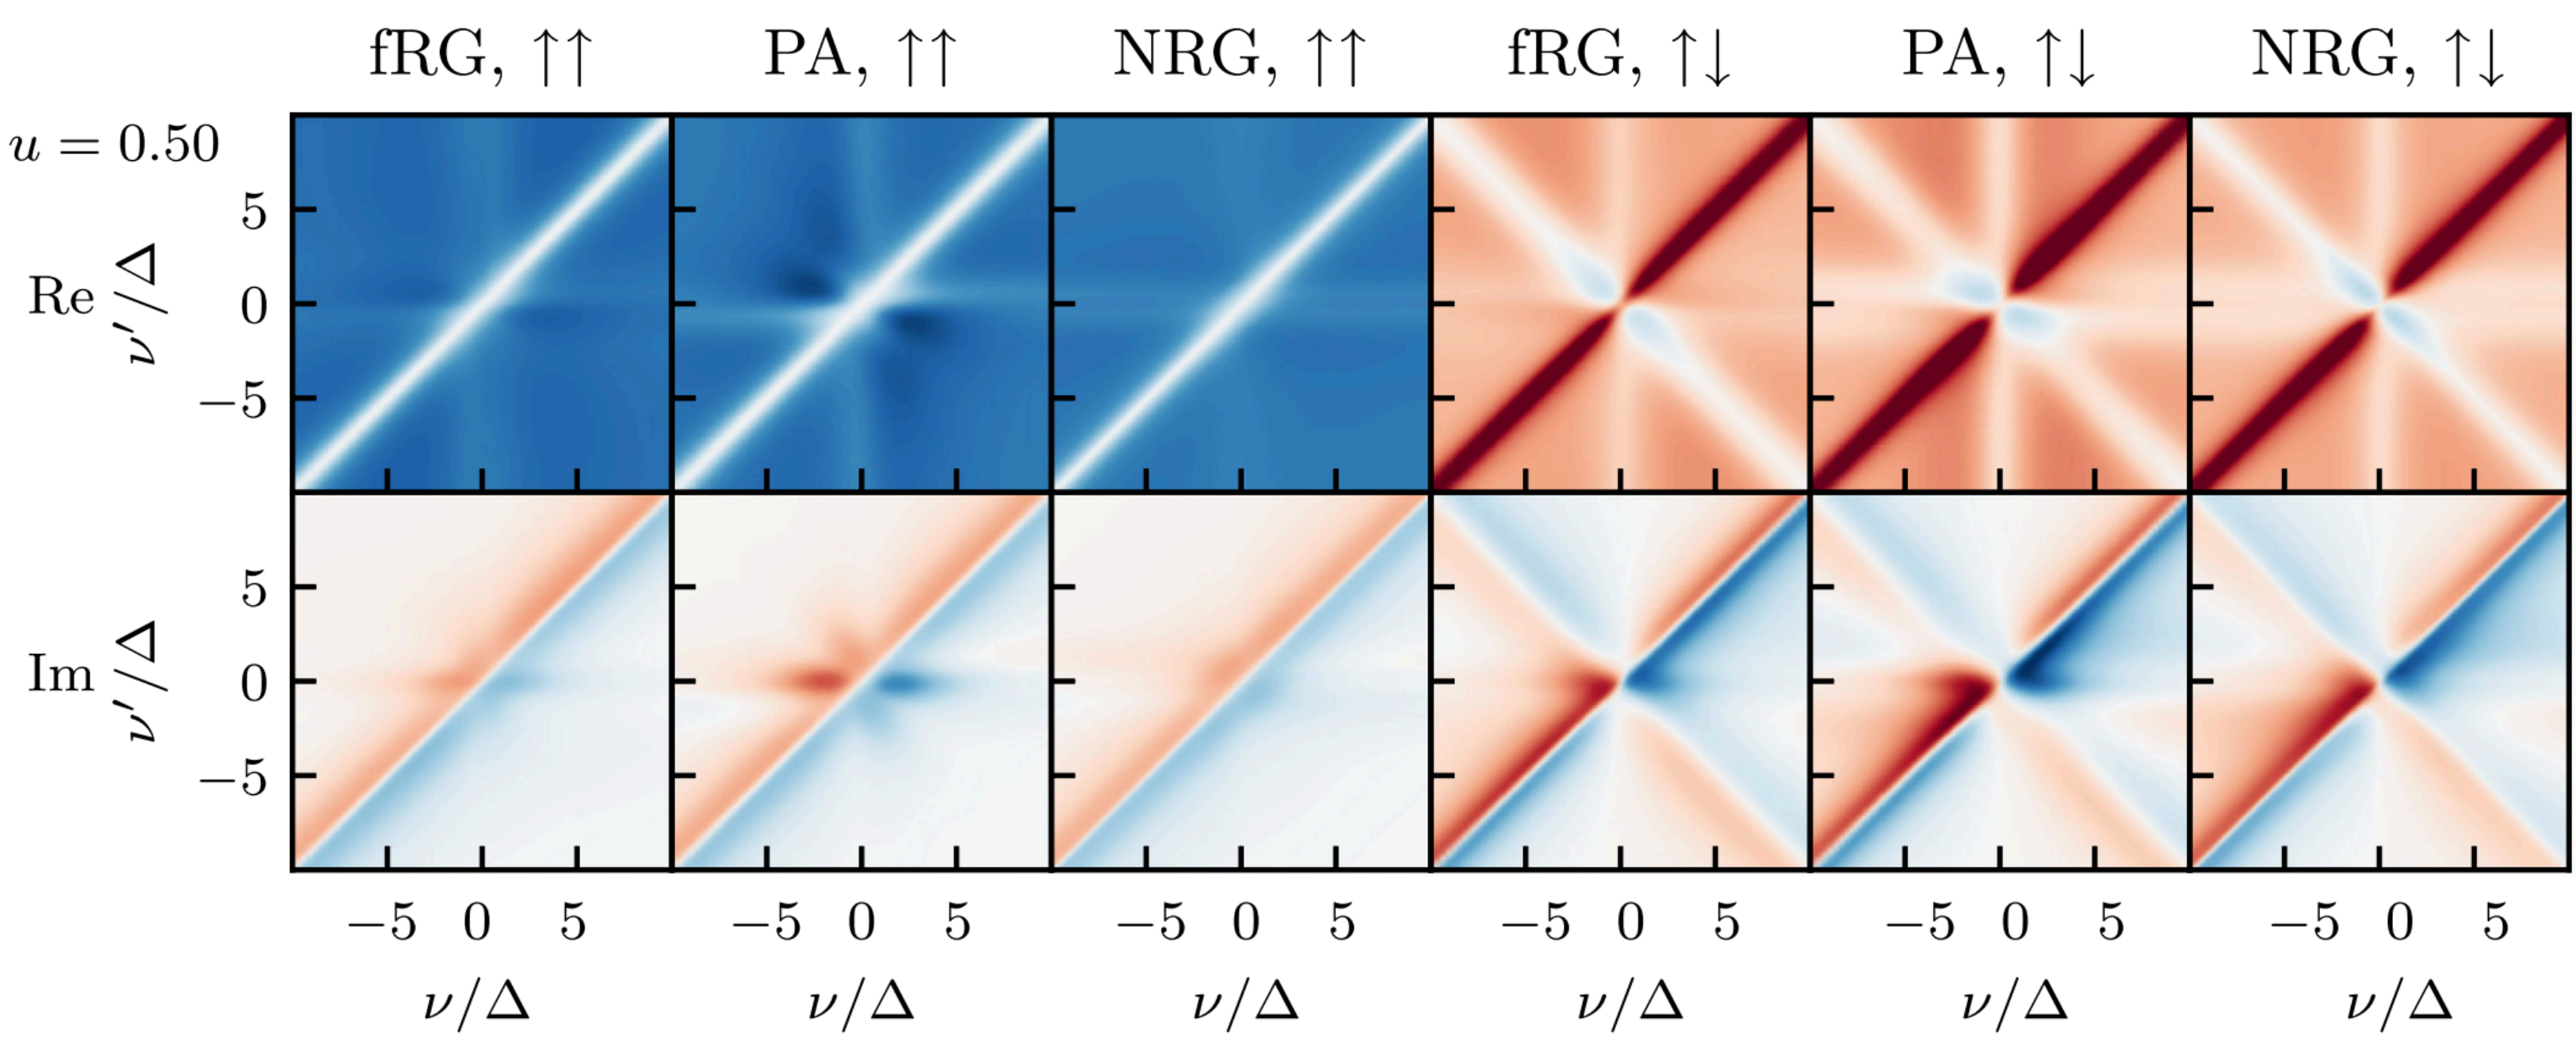 fRG, ↑↑ PA, ↑↑ NRG, ↑↑ fRG, ↑↓ PA, ↑↓ NRG, ↑↓
u = 0.50
5
Re ν′/Δ 0
−5
5
Im ν′/Δ 0
−5
−5 0 5 −5 0 5 −5 0 5 −5 0 5 −5 0 5 −5 0 5
ν/Δ ν/Δ ν/Δ ν/Δ ν/Δ ν/Δ